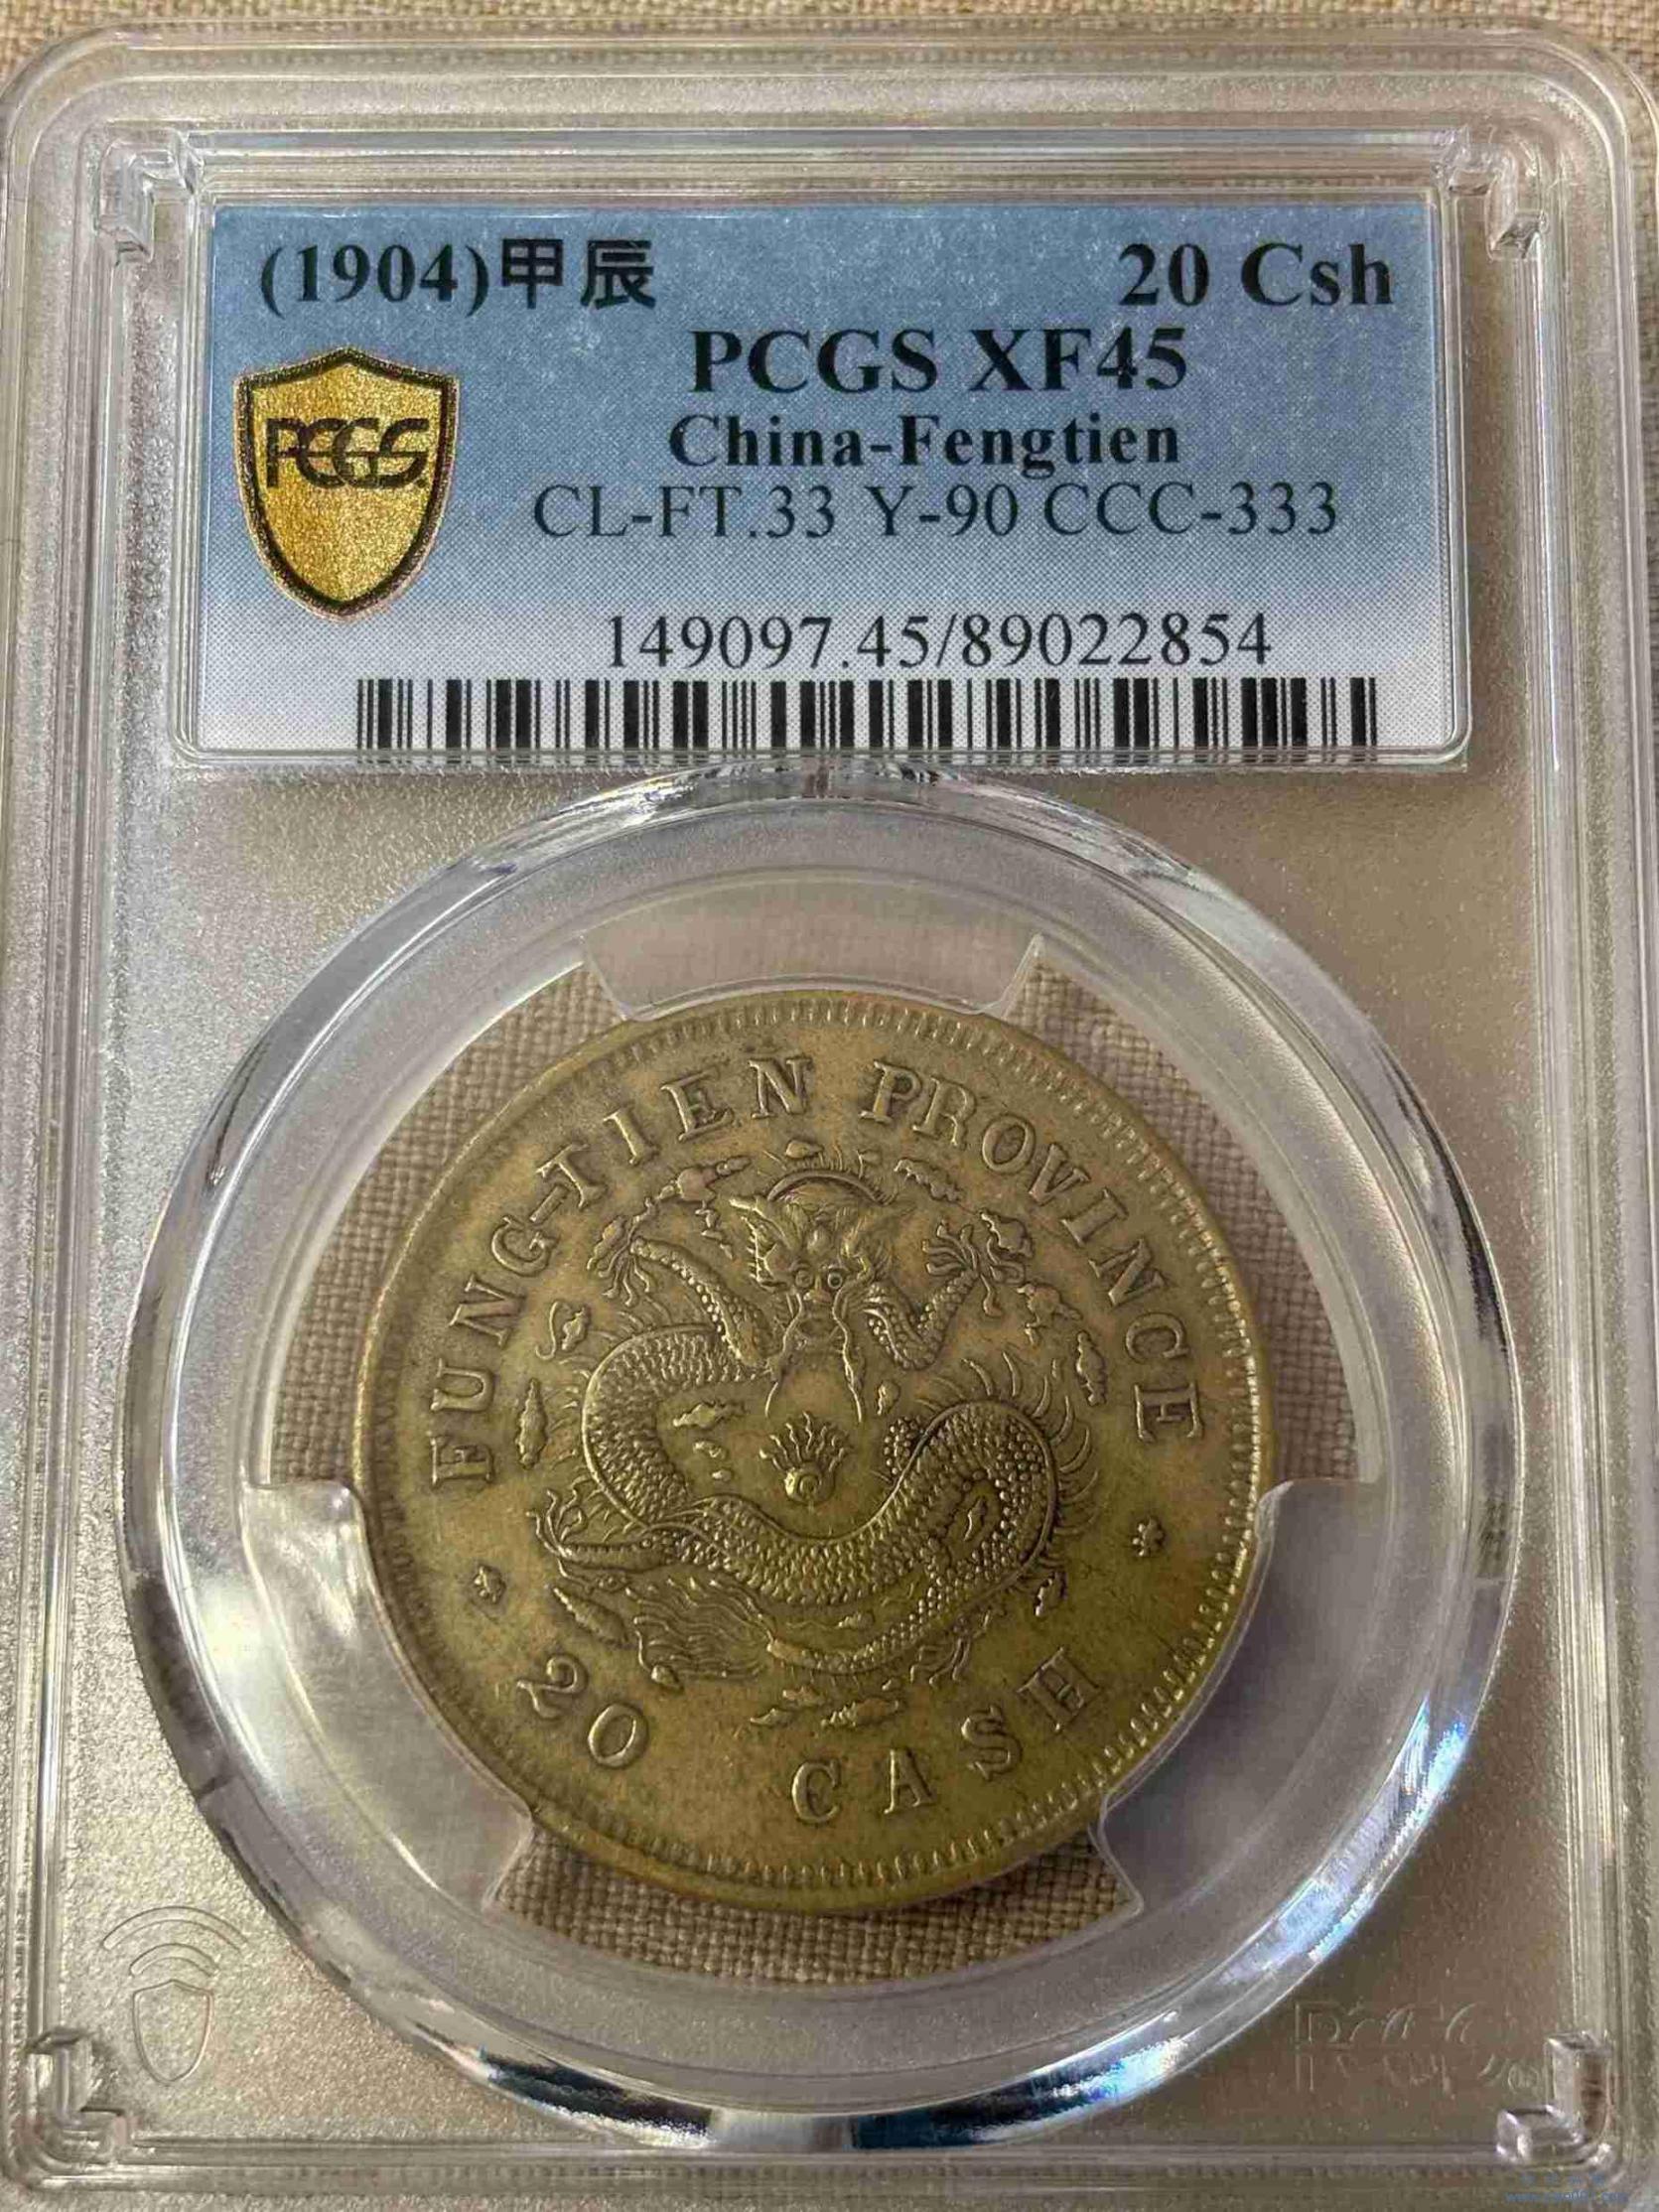 (1904)甲辰 20 Csh
PCGS XF45
China-Fengtien
PCGS
CL-FT.33 Y-90 CCC-333
149097.45/89022854
FUNG-TIEN PROVINCE
20 CASH
PCGS